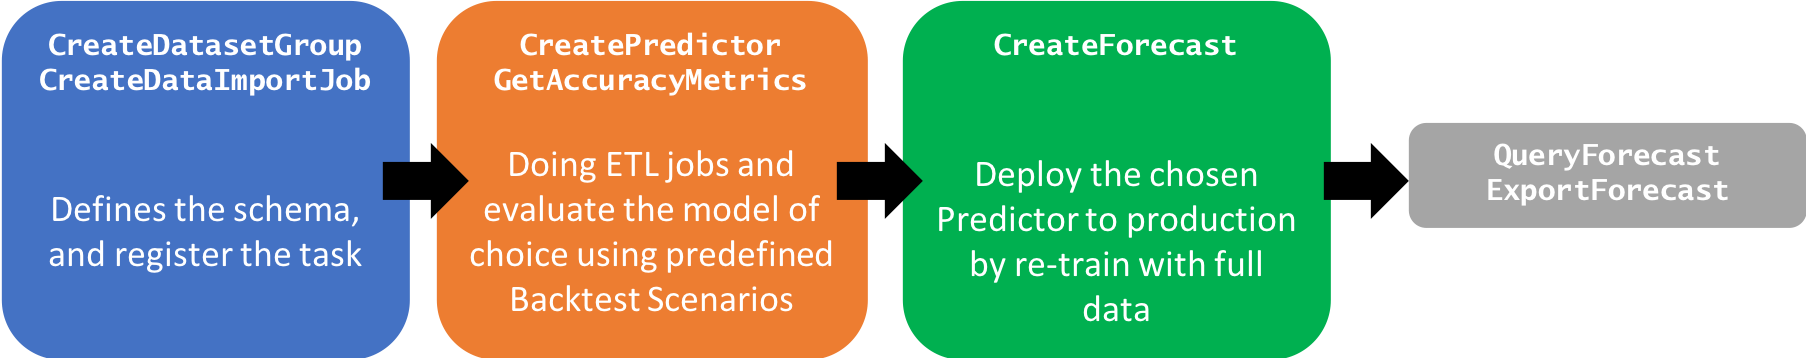 CreateDatasetGroup
CreateDataImportJob
Defines the schema,
and register the task
CreatePredictor
GetAccuracyMetrics
Doing ETL jobs and
evaluate the model of
choice using predefined
Backtest Scenarios
CreateForecast
Deploy the chosen
Predictor to production
by re-train with full
data
QueryForecast
ExportForecast